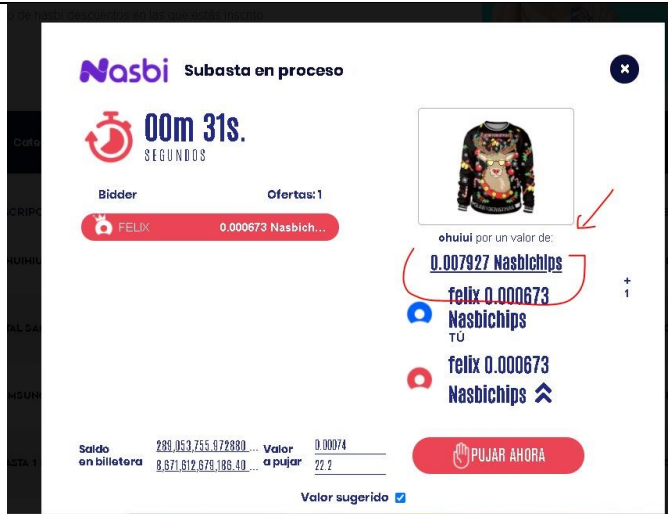 Nasbi Subasta en proceso
00m 31s.
SEGUNDOS
Bidder Ofertas: 1
FELIX 0.000673 Nasbich...
ohuiui por un valor de:
0.007927 Nasbichips
+
1
felix 0.000673
Nasbichips
TÚ
felix 0.000673
Nasbichips
Saldo
en billetera
289,053,755.972880 ...
8,671,612,679,186.40 ...
Valor
a pujar
0.00074
22.2
PUJAR AHORA
Valor sugerido